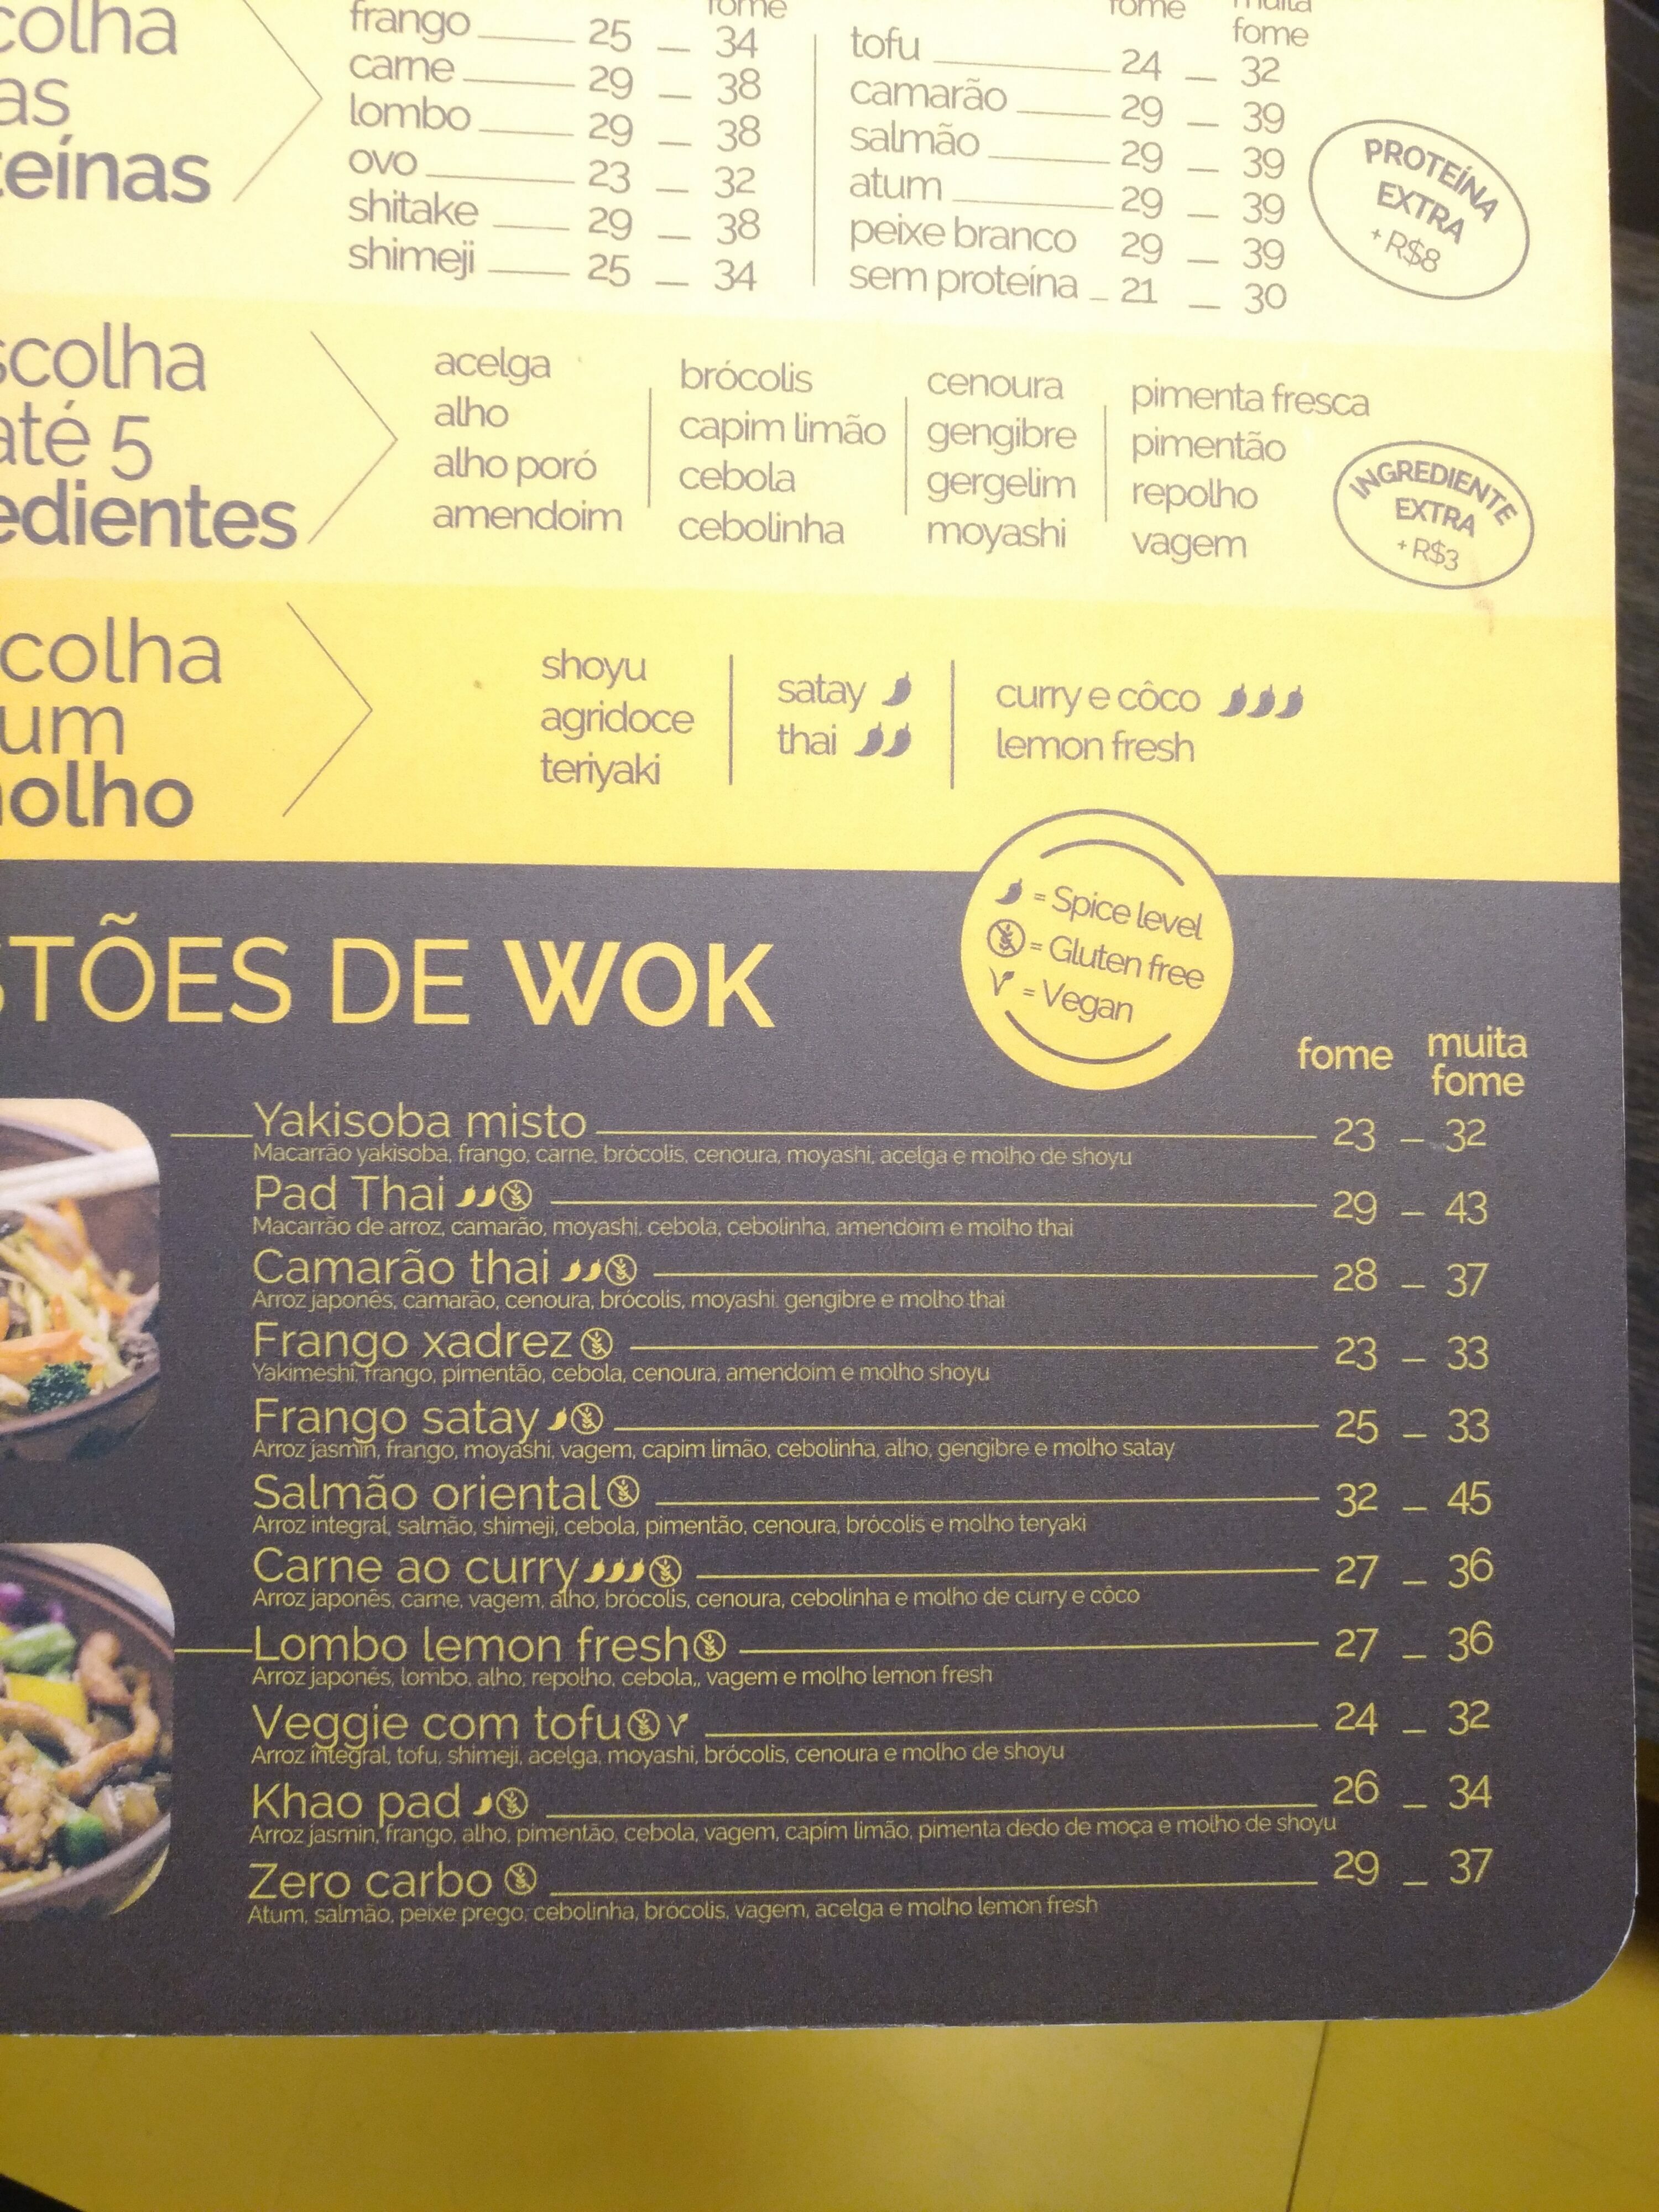 colha
as
teínas
fome
frango 25 _ 34
carne 29 _ 38
lombo 29 _ 38
ovo 23 _ 32
shitake 29 _ 38
shimeji 25 _ 34
fome muita
fome
tofu 24 _ 32
camarão 29 _ 39
salmão 29 _ 39
atum 29 _ 39
peixe branco 29 _ 39
sem proteína _ 21 _ 30
PROTEÍNA
EXTRA
+ R$8
scolha
até 5
edientes
acelga
alho
alho poró
amendoim
brócolis
capim limão
cebola
cebolinha
cenoura
gengibre
gergelim
moyashi
pimenta fresca
pimentão
repolho
vagem
INGREDIENTE
EXTRA
+ R$3
colha
um
nolho
shoyu
agridoce
teriyaki
satay
thai
curry e côco
lemon fresh
= Spice level
= Gluten free
= Vegan
STÕES DE WOK
fome muita
fome
Yakisoba misto 23 _ 32
Macarrão yakisoba, frango, carne, brócolis, cenoura, moyashi, acelga e molho de shoyu
Pad Thai 29 _ 43
Macarrão de arroz, camarão, moyashi, cebola, cebolinha, amendoim e molho thai
Camarão thai 28 _ 37
Arroz japonês, camarão, cenoura, brócolis, moyashi, gengibre e molho thai
Frango xadrez 23 _ 33
Yakimeshi, frango, pimentão, cebola, cenoura, amendoim e molho shoyu
Frango satay 25 _ 33
Arroz jasmin, frango, moyashi, vagem, capim limão, cebolinha, alho, gengibre e molho satay
Salmão oriental 32 _ 45
Arroz integral, salmão, shimeji, cebola, pimentão, cenoura, brócolis e molho teryaki
Carne ao curry 27 _ 36
Arroz japonês, carne, vagem, alho, brócolis, cenoura, cebolinha e molho de curry e côco
Lombo lemon fresh 27 _ 36
Arroz japonês, lombo, alho, repolho, cebola,, vagem e molho lemon fresh
Veggie com tofu 24 _ 32
Arroz integral, tofu, shimeji, acelga, moyashi, brócolis, cenoura e molho de shoyu
Khao pad 26 _ 34
Arroz jasmin, frango, alho, pimentão, cebola, vagem, capim limão, pimenta dedo de moça e molho de shoyu
Zero carbo 29 _ 37
Atum, salmão, peixe prego, cebolinha, brócolis, vagem, acelga e molho lemon fresh